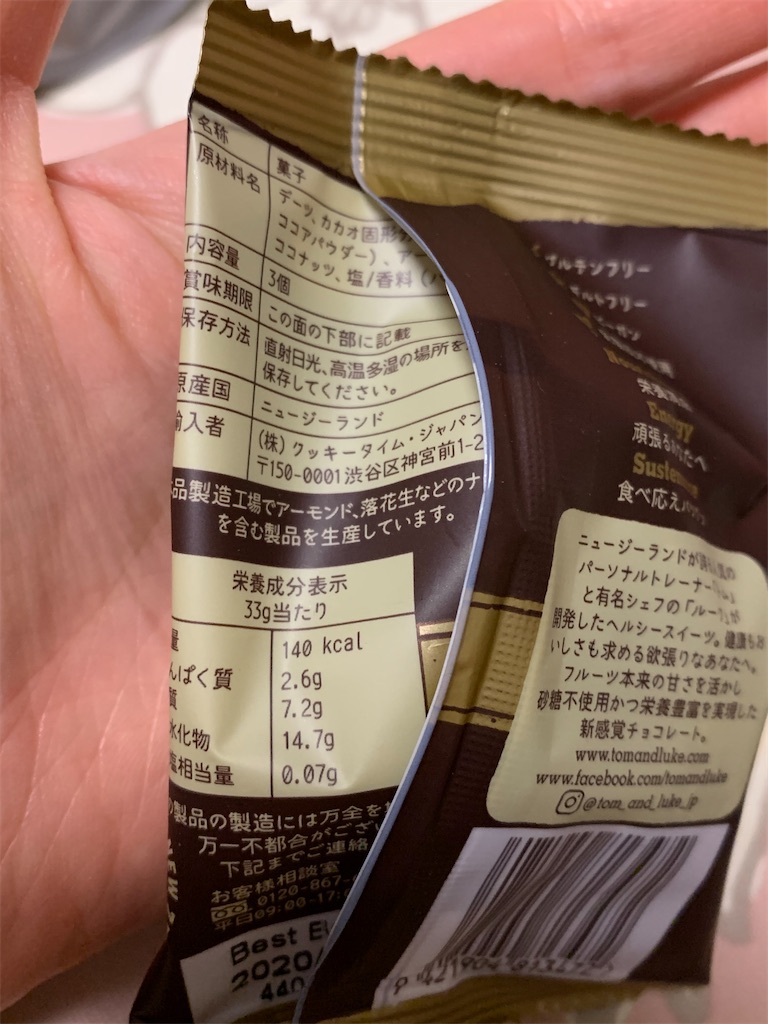 名称
菓子
原材料名
デーツ、カカオ固形分
ココアパウダー)、アー
ココナッツ、塩/香料
内容量
3個
賞味期限
この面の下部に記載
保存方法
直射日光、高温多湿の場所を
保存してください。
原産国
ニュージーランド
輸入者
(株) クッキータイム・ジャパン
〒150-0001 渋谷区神宮前1-2
品製造工場でアーモンド、落花生などのナ
を含む製品を生産しています。
栄養成分表示
33g当たり
量 140 kcal
んぱく質 2.6g
質 7.2g
水化物 14.7g
塩相当量 0.07g
製品の製造には万全を
万一不都合がござ
下記までご連絡
お客様相談室
0120-867-
平日09:00-17:
Best
2020/
440
グルテンフリー
Energy
頑張るあなたへ
食べ応え
ニュージーランドが
パーソナルトレーナー
と有名シェフの「ルーク」が
開発したヘルシースイーツ。健康も
いしさも求める欲張りなあなたへ。
フルーツ本来の甘さを活かし
砂糖不使用かつ栄養豊富を実現した
新感覚チョコレート。
www.tomandluke.com
www.facebook.com/tomandluke
@tom_and_luke_jp